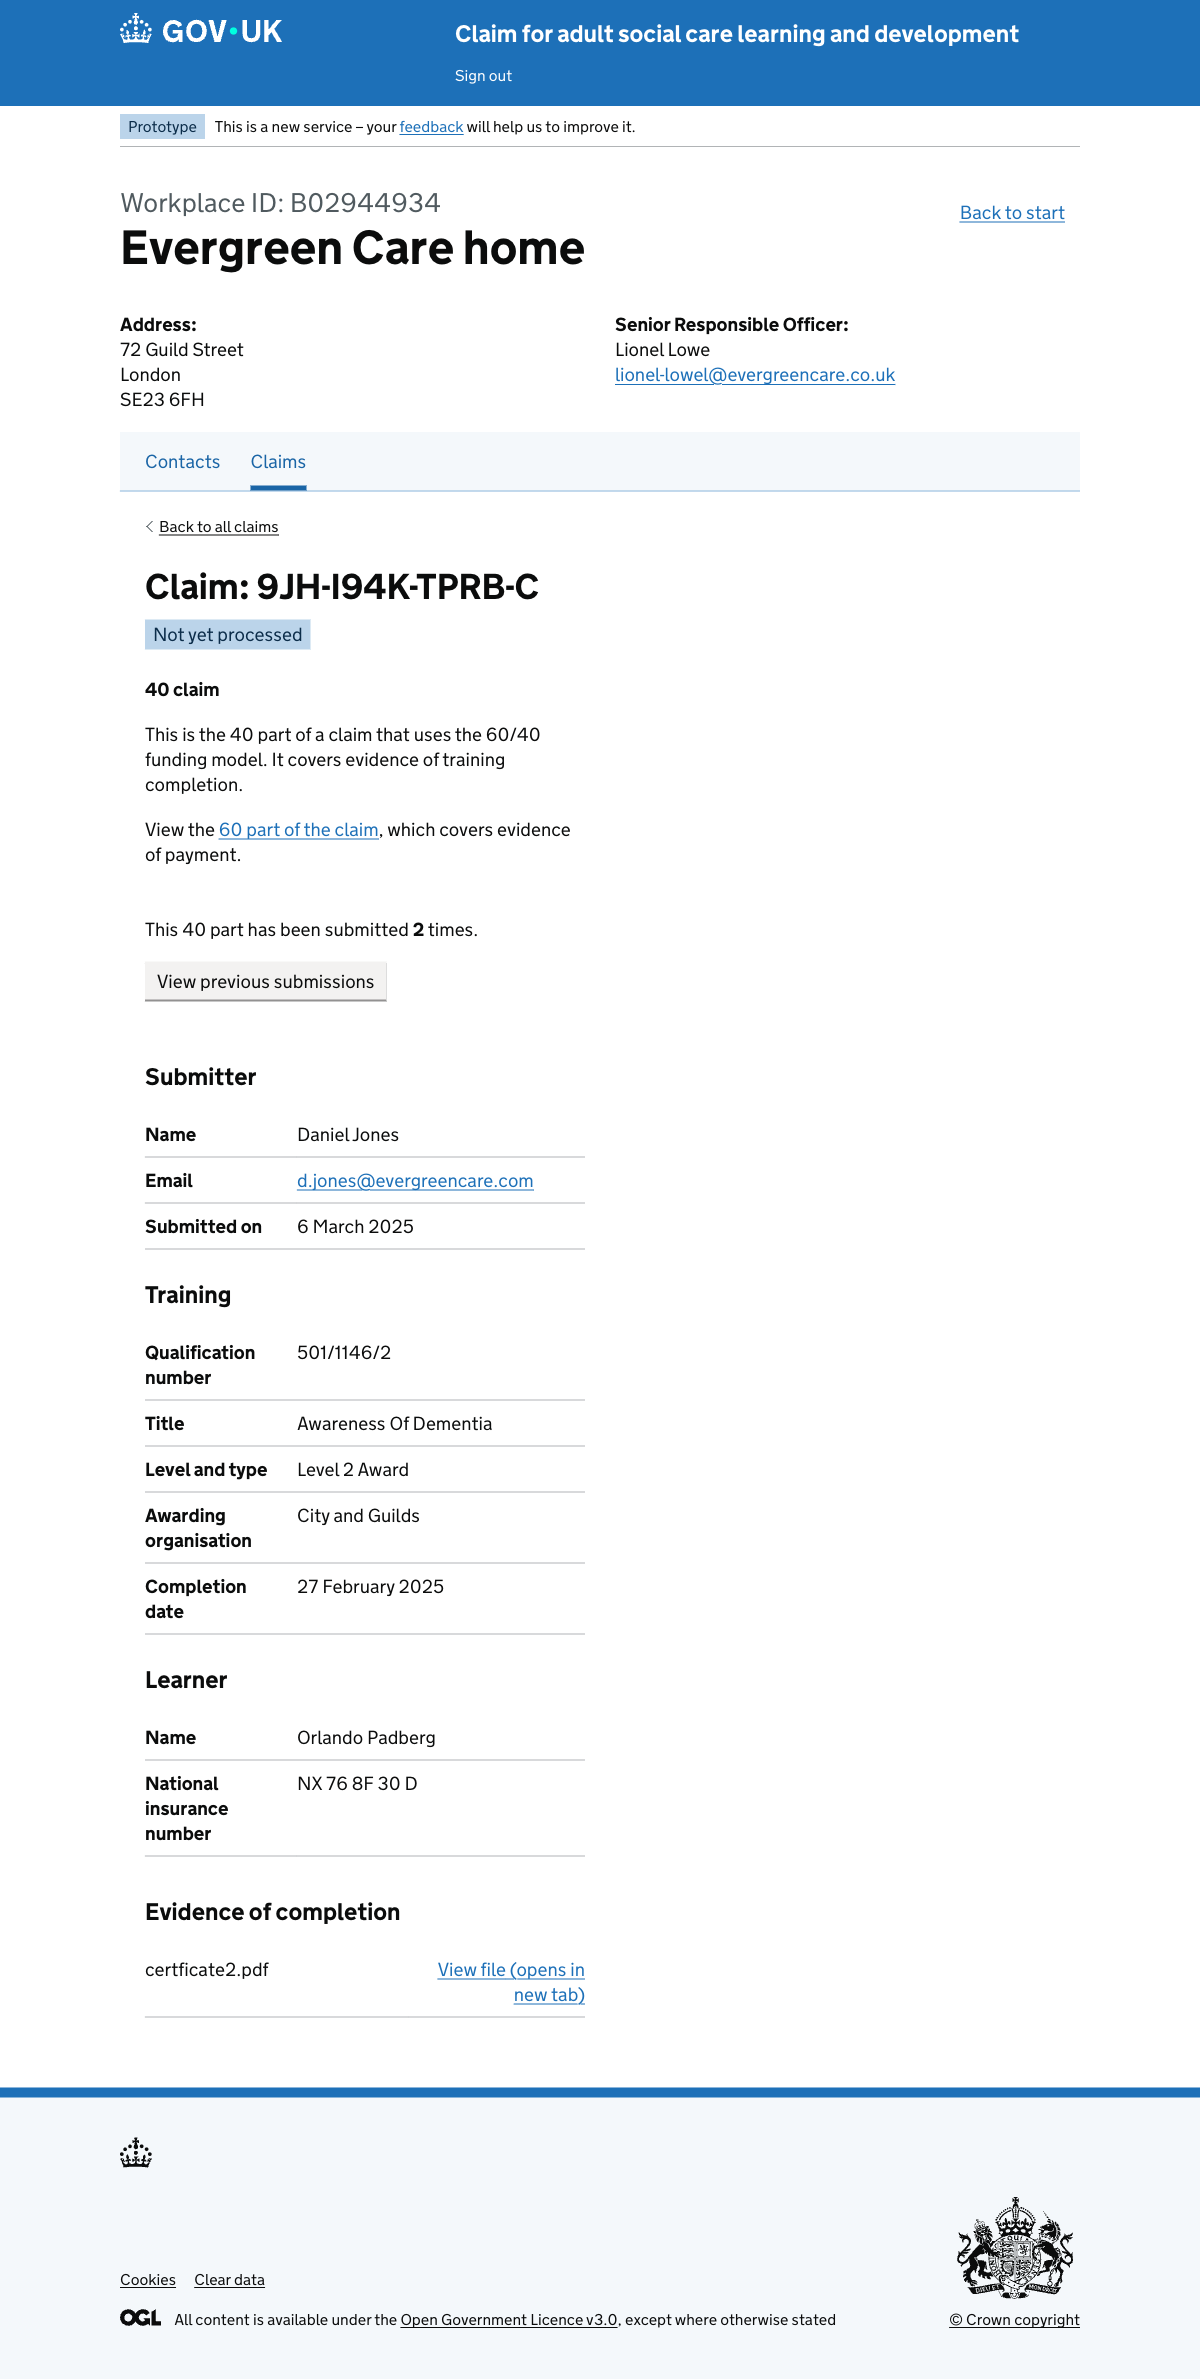 GOV·UK
Claim for adult social care learning and development
Sign out
Prototype
This is a new service – your feedback will help us to improve it.
Workplace ID: B02944934
Evergreen Care home
Back to start
Address:
72 Guild Street
London
SE23 6FH
Senior Responsible Officer:
Lionel Lowe
lionel-lowel@evergreencare.co.uk
Contacts
Claims
Back to all claims
Claim: 9JH-I94K-TPRB-C
Not yet processed
40 claim
This is the 40 part of a claim that uses the 60/40
funding model. It covers evidence of training
completion.
View the 60 part of the claim, which covers evidence
of payment.
This 40 part has been submitted 2 times.
View previous submissions
Submitter
Name Daniel Jones
Email d.jones@evergreencare.com
Submitted on 6 March 2025
Training
Qualification 501/1146/2
number
Title Awareness Of Dementia
Level and type Level 2 Award
Awarding City and Guilds
organisation
Completion 27 February 2025
date
Learner
Name Orlando Padberg
National NX 76 8F 30 D
insurance
number
Evidence of completion
certficate2.pdf View file (opens in
new tab)
Cookies Clear data
OGL All content is available under the Open Government Licence v3.0, except where otherwise stated
© Crown copyright